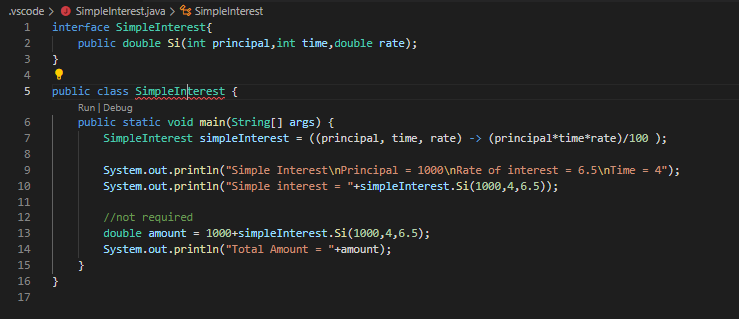 .vscode > SimpleInterest.java > SimpleInterest
1 interface SimpleInterest{
2     public double Si(int principal,int time,double rate);
3 }
4
5 public class SimpleInterest {
Run | Debug
6     public static void main(String[] args) {
7         SimpleInterest simpleInterest = ((principal, time, rate) -> (principal*time*rate)/100 );
8
9         System.out.println("Simple Interest\nPrincipal = 1000\nRate of interest = 6.5\nTime = 4");
10         System.out.println("Simple interest = "+simpleInterest.Si(1000,4,6.5));
11
12         //not required
13         double amount = 1000+simpleInterest.Si(1000,4,6.5);
14         System.out.println("Total Amount = "+amount);
15     }
16 }
17